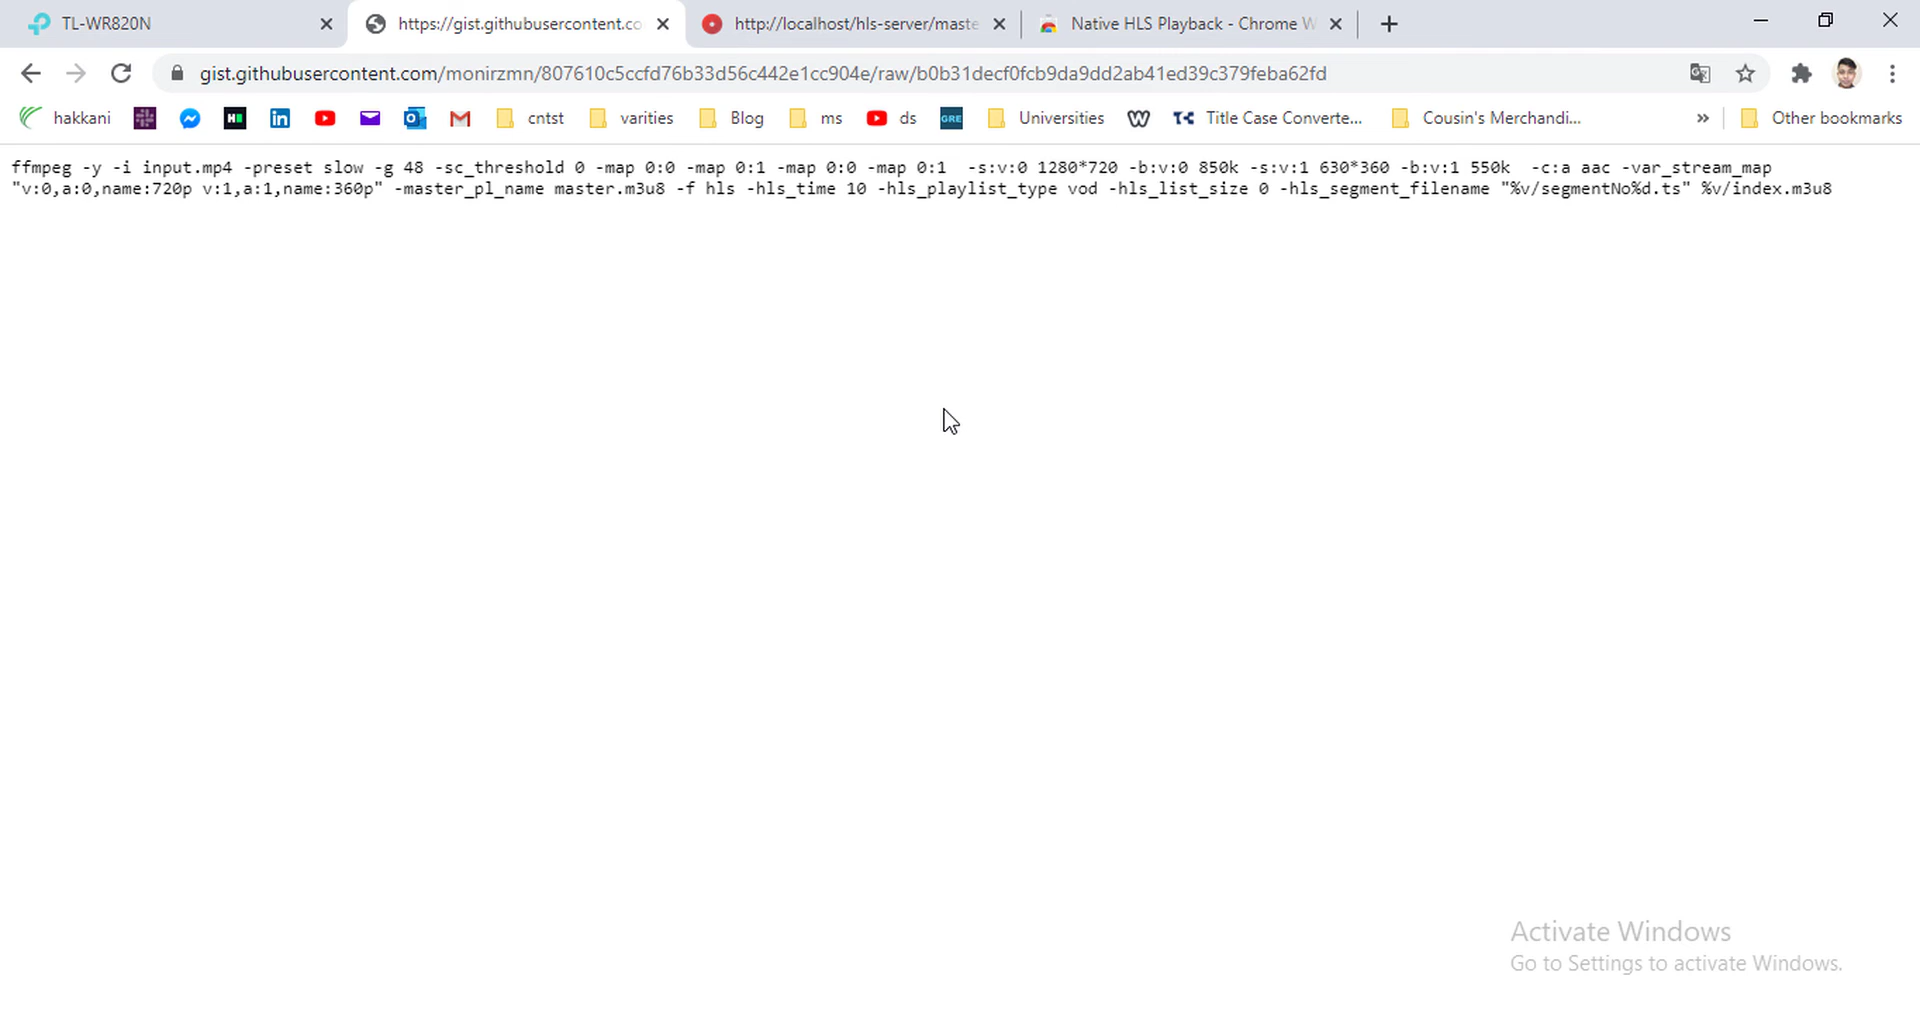 TL-WR820N
https://gist.githubusercontent.co
http://localhost/hls-server/maste
Native HLS Playback - Chrome W
gist.githubusercontent.com/monirzmn/807610c5ccfd76b33d56c442e1cc904e/raw/b0b31decf0fcb9da9dd2ab41ed39c379feba62fd
hakkani
cntst
varities
Blog
ms
ds
GRE
Universities
Title Case Converte...
Cousin's Merchandi...
»
Other bookmarks
ffmpeg -y -i input.mp4 -preset slow -g 48 -sc_threshold 0 -map 0:0 -map 0:1 -map 0:0 -map 0:1  -s:v:0 1280*720 -b:v:0 850k -s:v:1 630*360 -b:v:1 550k  -c:a aac -var_stream_map
"v:0,a:0,name:720p v:1,a:1,name:360p" -master_pl_name master.m3u8 -f hls -hls_time 10 -hls_playlist_type vod -hls_list_size 0 -hls_segment_filename "%v/segmentNo%d.ts" %v/index.m3u8
Activate Windows
Go to Settings to activate Windows.